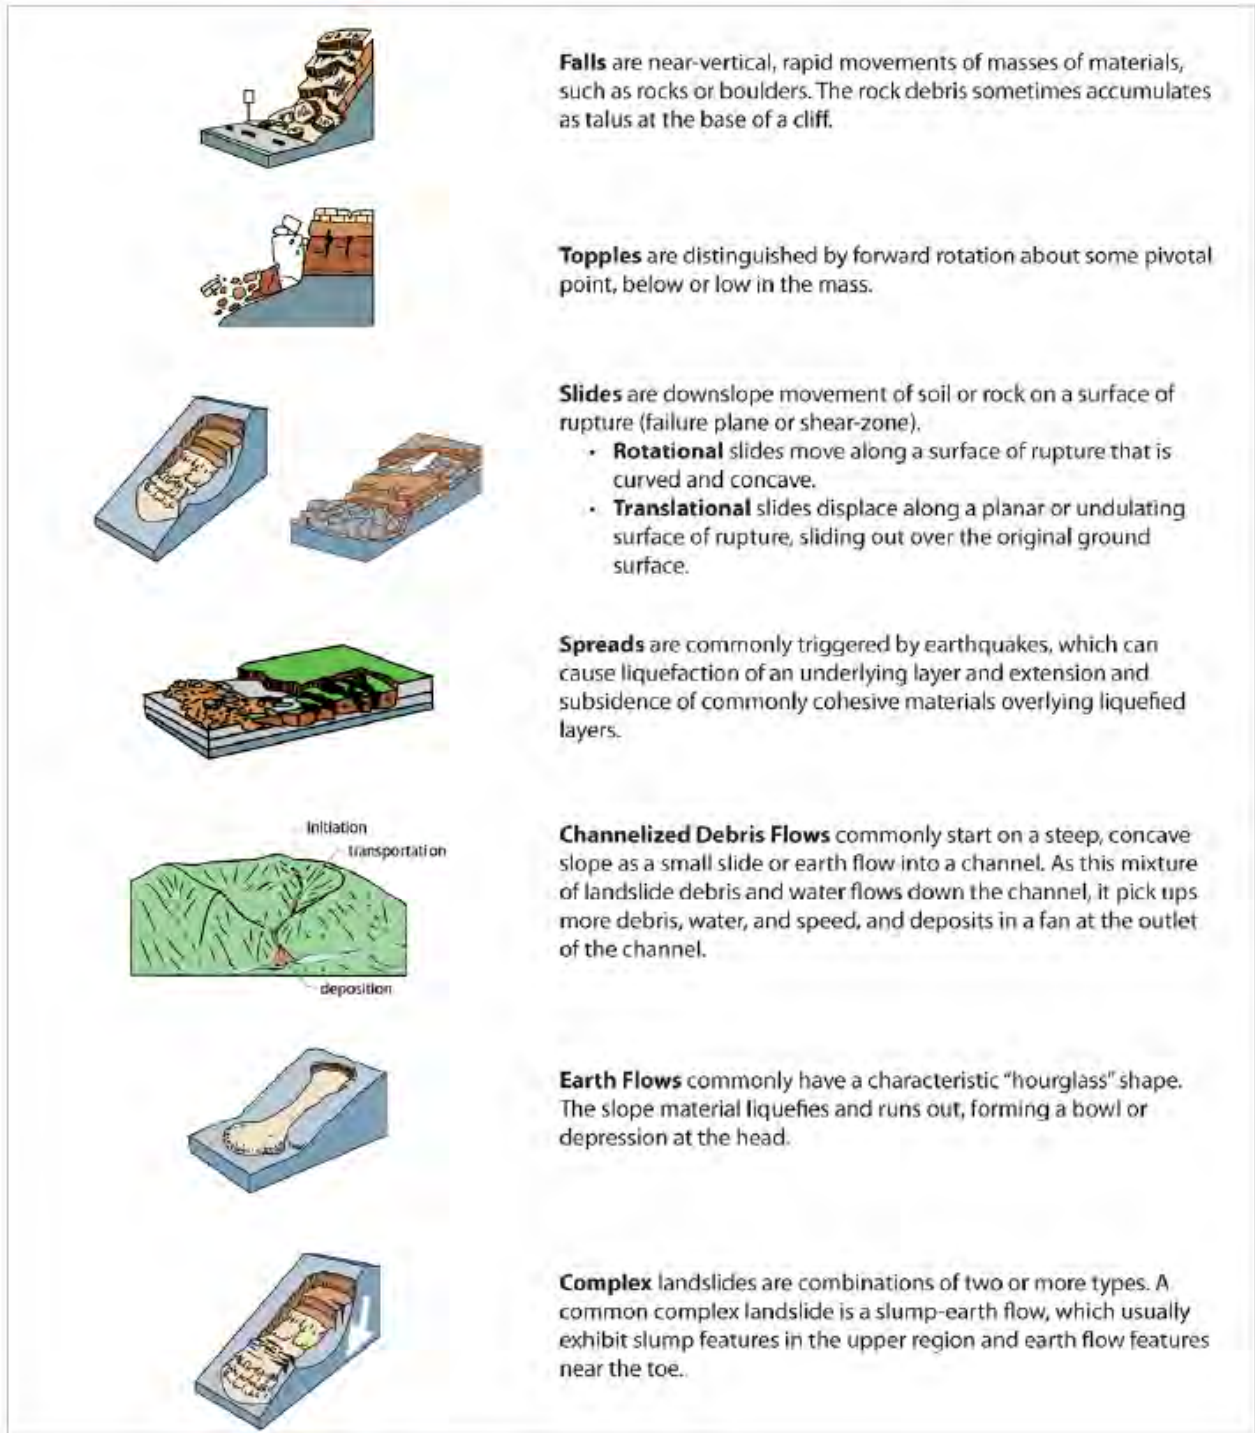 Falls are near-vertical, rapid movements of masses of materials,
such as rocks or boulders. The rock debris sometimes accumulates
as talus at the base of a cliff.
Topples are distinguished by forward rotation about some pivotal
point, below or low in the mass.
Slides are downslope movement of soil or rock on a surface of
rupture (failure plane or shear-zone).
• Rotational slides move along a surface of rupture that is
curved and concave.
• Translational slides displace along a planar or undulating
surface of rupture, sliding out over the original ground
surface.
Spreads are commonly triggered by earthquakes, which can
cause liquefaction of an underlying layer and extension and
subsidence of commonly cohesive materials overlying liquefied
layers.
Initiation
transportation
deposition
Channelized Debris Flows commonly start on a steep, concave
slope as a small slide or earth flow into a channel. As this mixture
of landslide debris and water flows down the channel, it pick ups
more debris, water, and speed, and deposits in a fan at the outlet
of the channel.
Earth Flows commonly have a characteristic "hourglass" shape.
The slope material liquefies and runs out, forming a bowl or
depression at the head.
Complex landslides are combinations of two or more types. A
common complex landslide is a slump-earth flow, which usually
exhibit slump features in the upper region and earth flow features
near the toe.